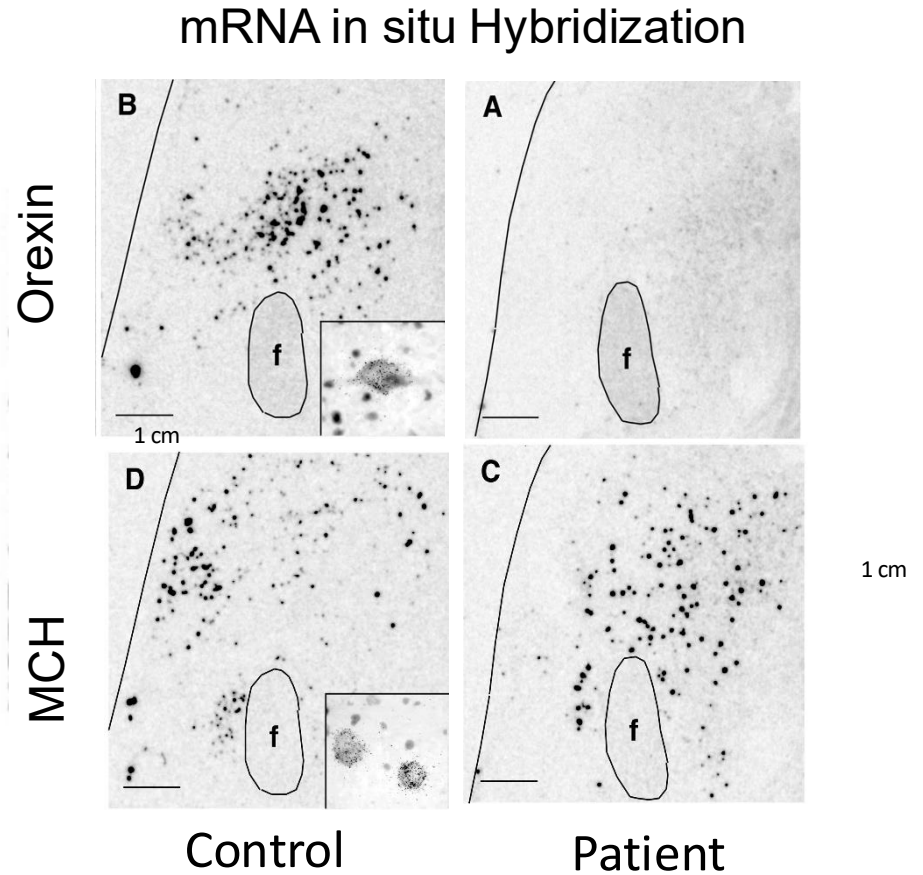 mRNA in situ Hybridization
B
A
Orexin
f
f
1 cm
D
C
1 cm
MCH
f
f
Control
Patient